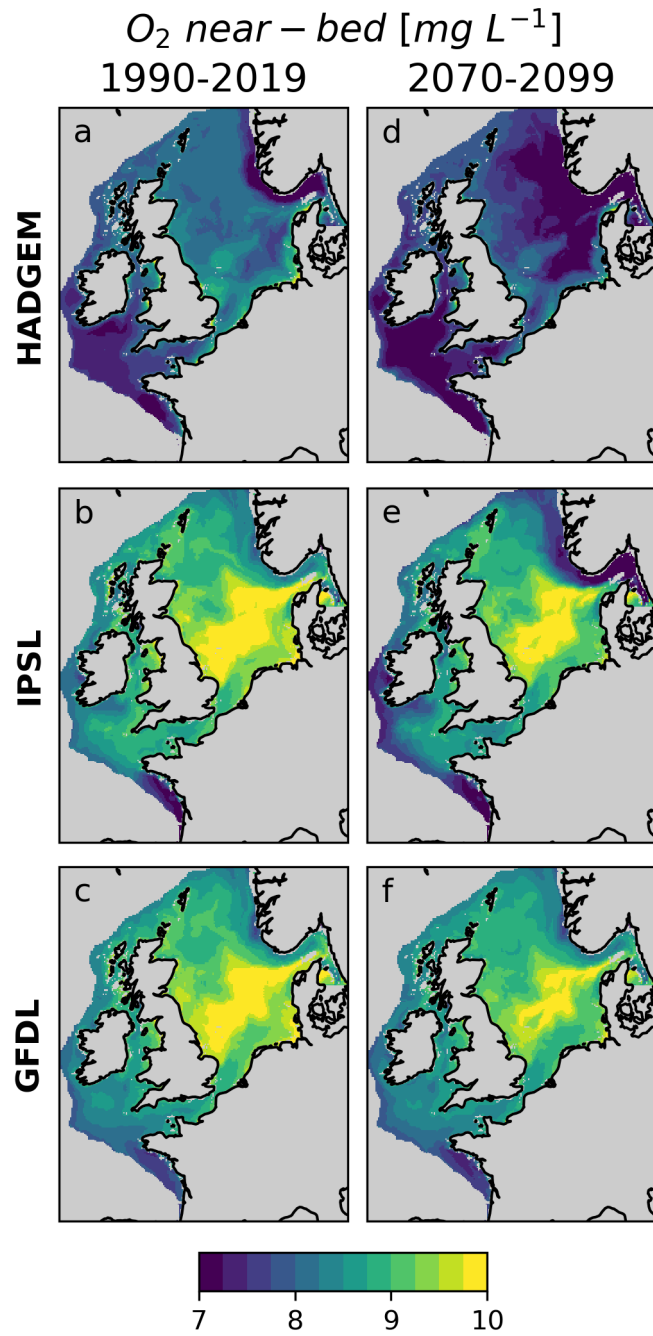 O₂ near − bed [mg L⁻¹]
1990-2019 2070-2099
HADGEM
a
d
IPSL
b
e
GFDL
c
f
7 8 9 10